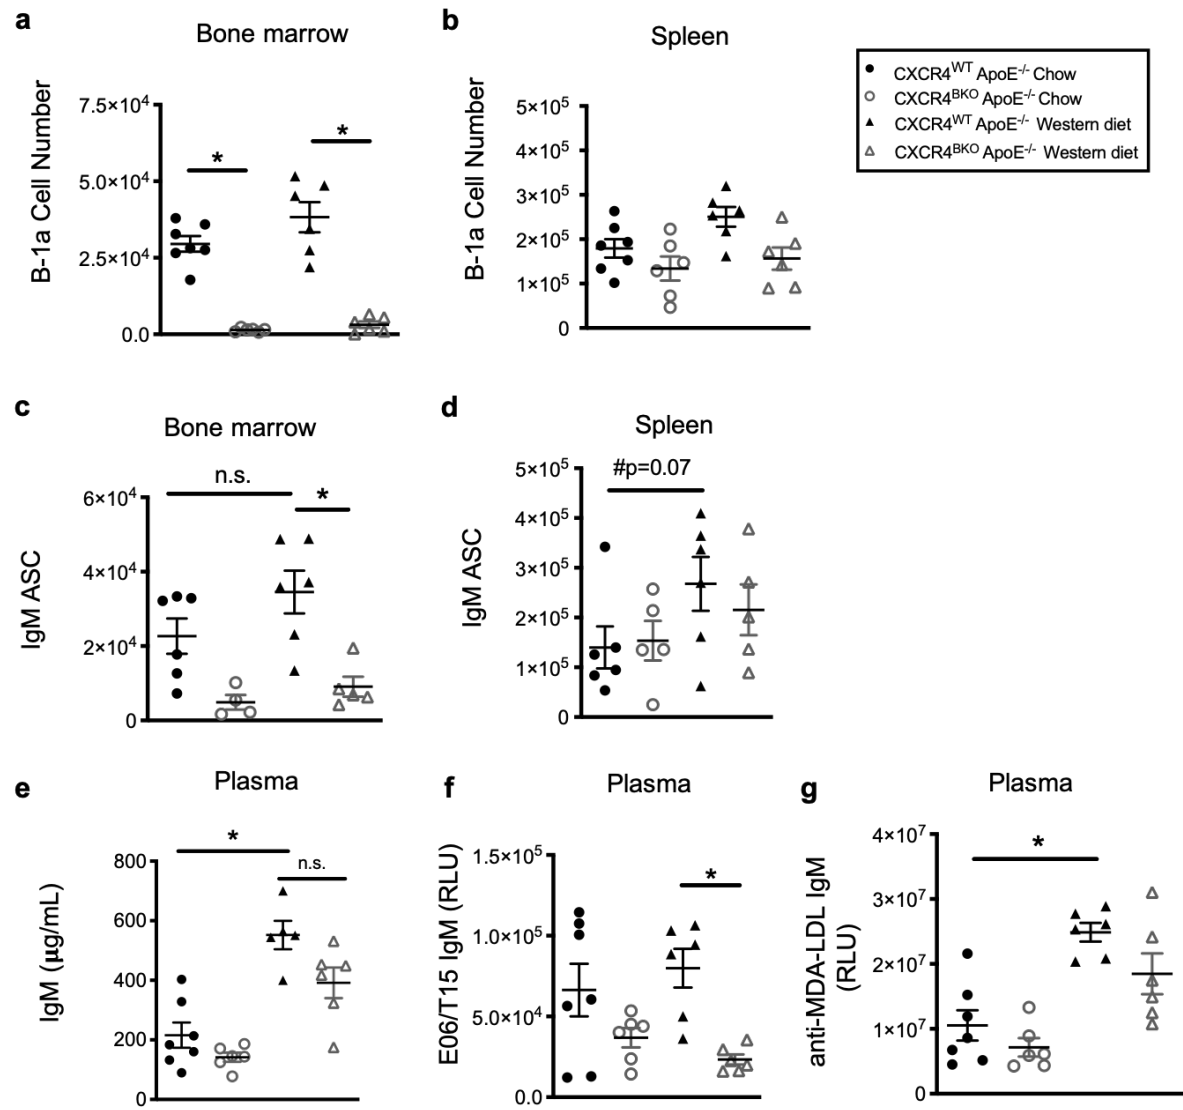 a
Bone marrow
B-1a Cell Number
7.5×10⁴
5.0×10⁴
2.5×10⁴
0.0
*
*
b
Spleen
B-1a Cell Number
5×10⁵
4×10⁵
3×10⁵
2×10⁵
1×10⁵
0
CXCR4ᵂᵀ ApoE⁻/⁻ Chow
CXCR4ᴮᴷᴼ ApoE⁻/⁻ Chow
CXCR4ᵂᵀ ApoE⁻/⁻ Western diet
CXCR4ᴮᴷᴼ ApoE⁻/⁻ Western diet
c
Bone marrow
IgM ASC
6×10⁴
4×10⁴
2×10⁴
0
n.s.
*
d
Spleen
IgM ASC
5×10⁵
4×10⁵
3×10⁵
2×10⁵
1×10⁵
0
#p=0.07
e
Plasma
IgM (μg/mL)
800
600
400
200
0
*
n.s.
f
Plasma
E06/T15 IgM (RLU)
1.5×10⁵
1.0×10⁵
5.0×10⁴
0.0
*
g
Plasma
anti-MDA-LDL IgM
(RLU)
4×10⁷
3×10⁷
2×10⁷
1×10⁷
0
*